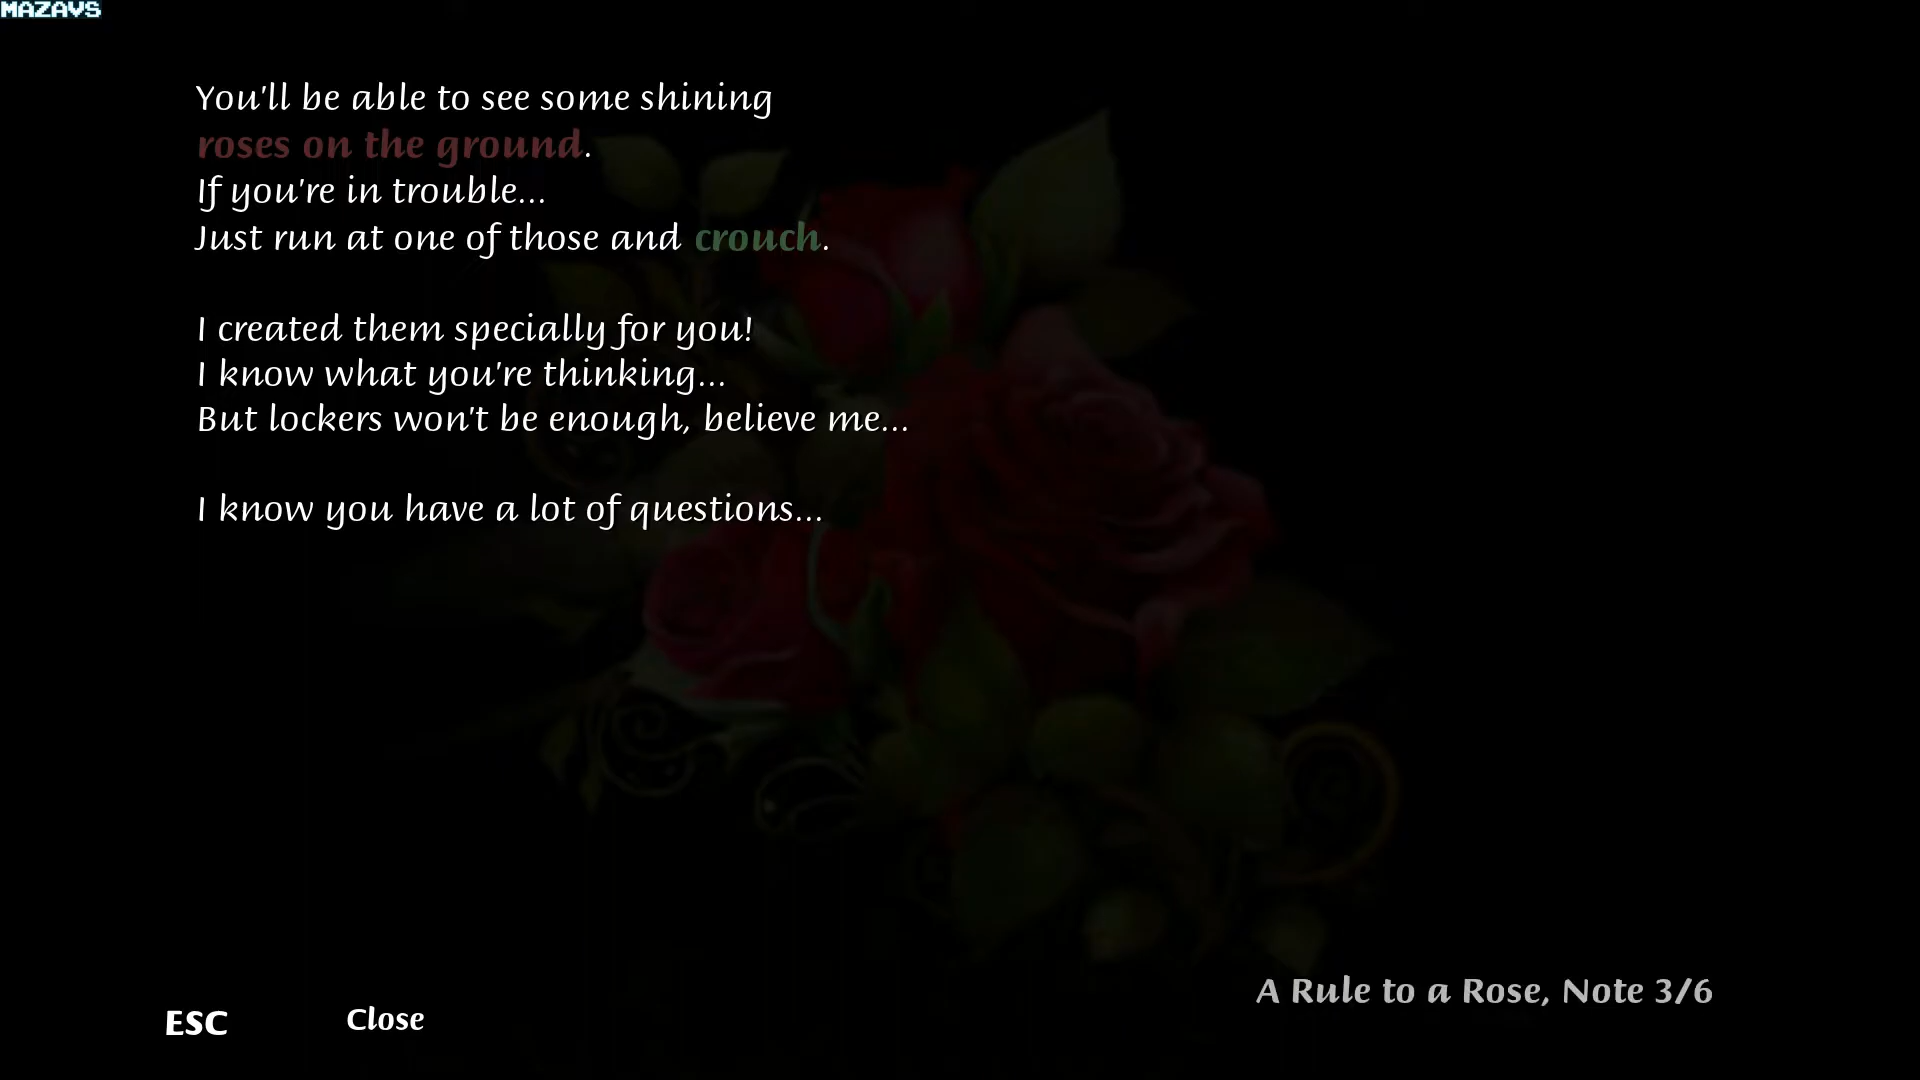 MAZAVS
You'll be able to see some shining
roses on the ground.
If you're in trouble...
Just run at one of those and crouch.
I created them specially for you!
I know what you're thinking...
But lockers won't be enough, believe me...
I know you have a lot of questions...
A Rule to a Rose, Note 3/6
ESC Close